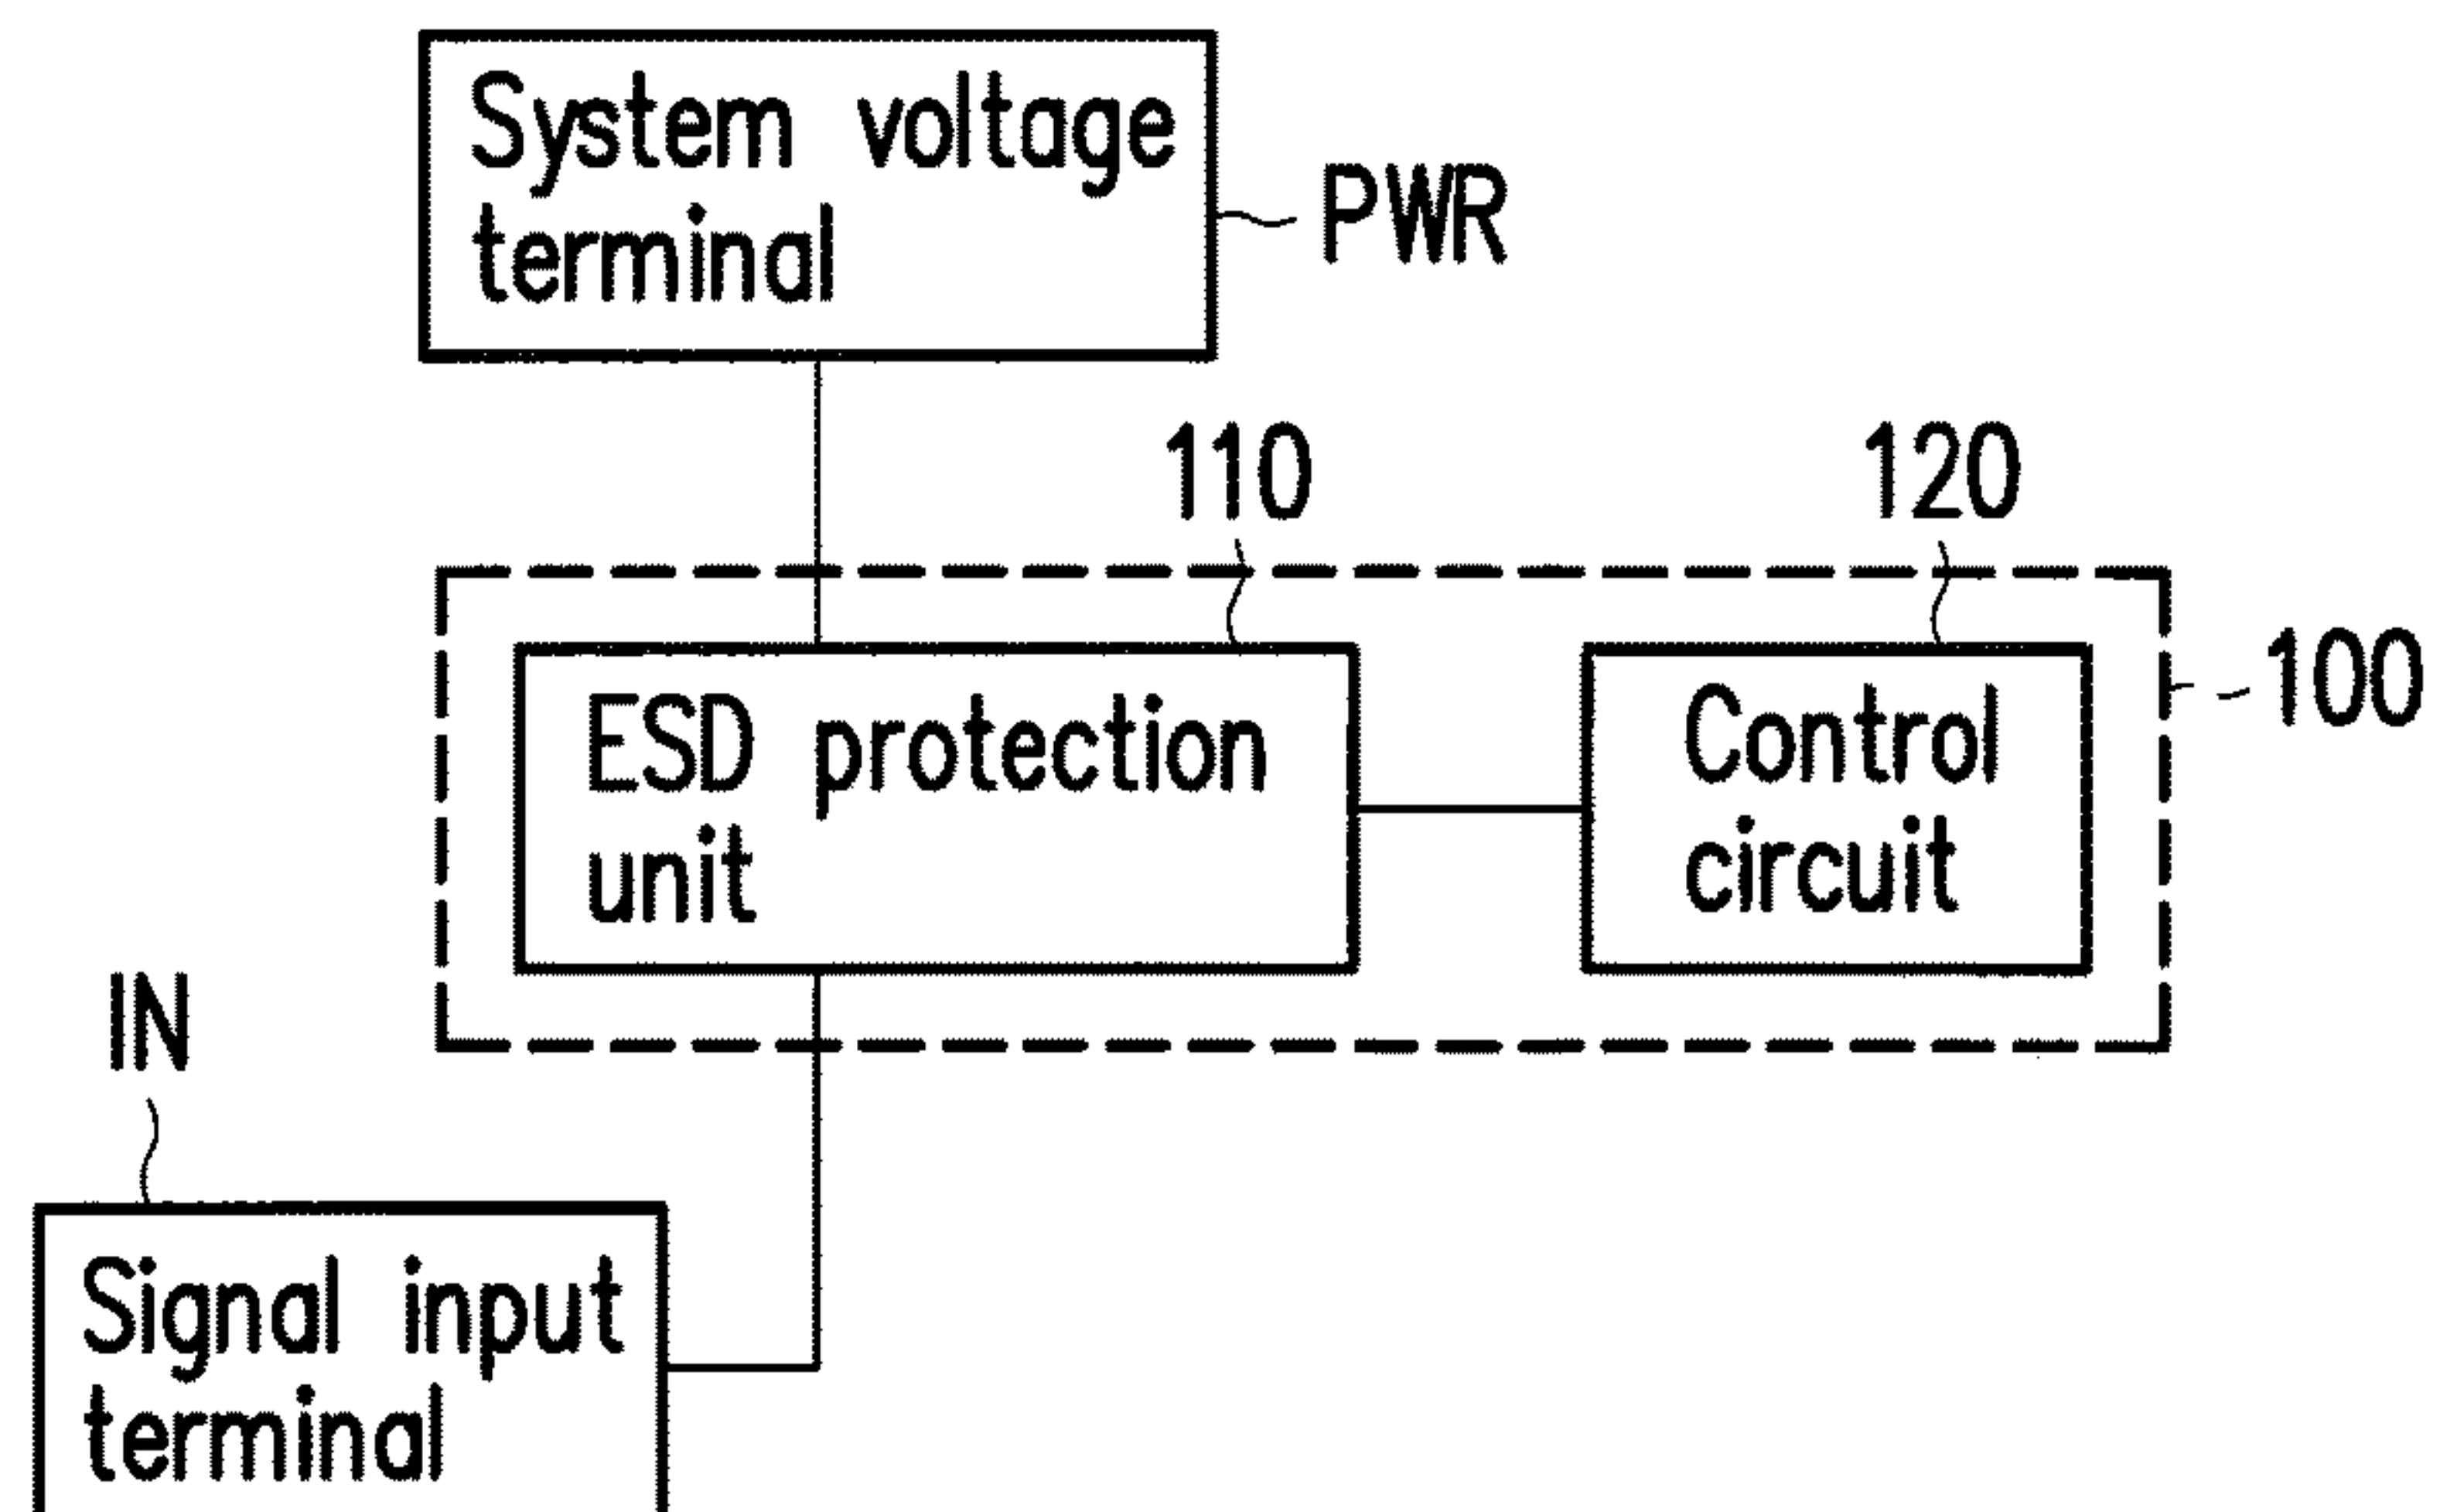 System voltage
terminal
PWR
110
120
100
ESD protection
unit
Control
circuit
IN
Signal input
terminal